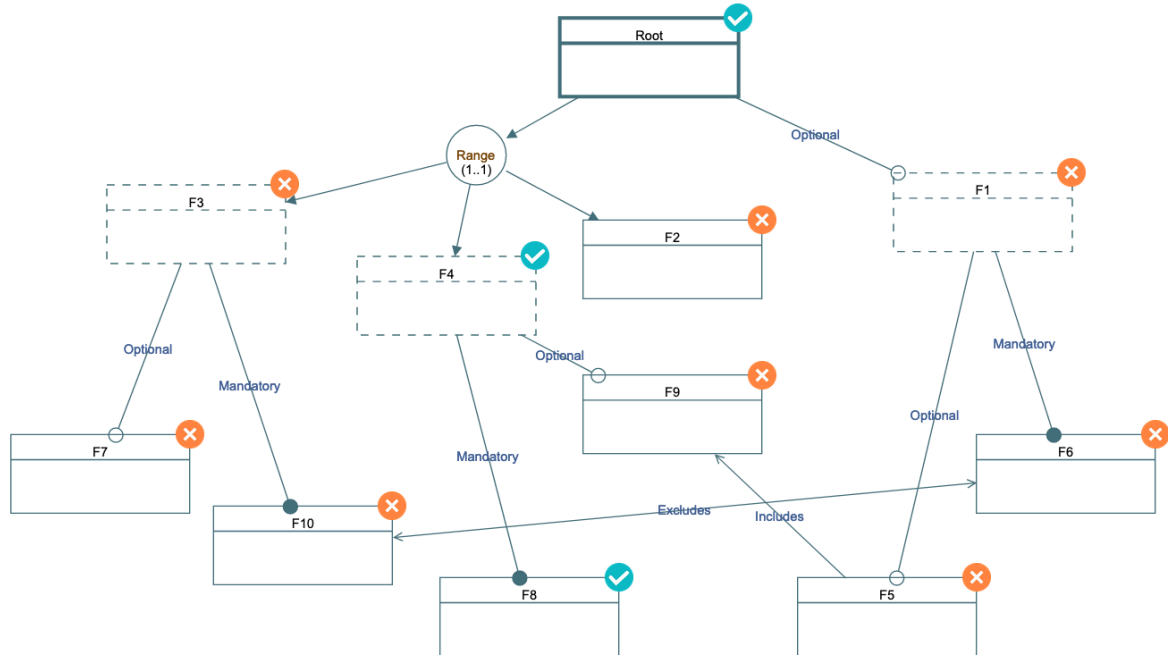 Root
Optional
Range
(1..1)
F3
F1
F2
F4
Optional
Optional
Mandatory
Mandatory
F9
Optional
F7
Mandatory
F6
F10
Excludes
Includes
F8
F5